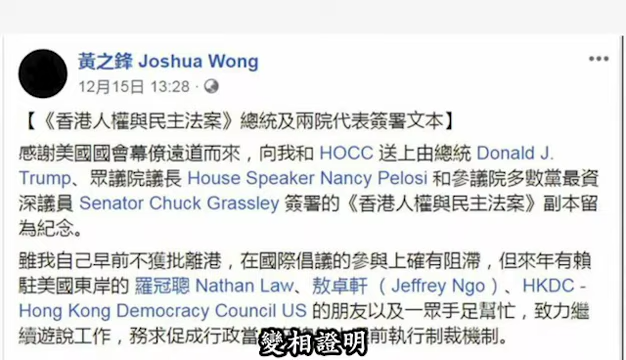 黃之鋒 Joshua Wong
12月15日 13:28 ·
【《香港人權與民主法案》總統及兩院代表簽署文本】
感謝美國國會幕僚遠道而來，向我和 HOCC 送上由總統 Donald J.
Trump、眾議院議長 House Speaker Nancy Pelosi 和參議院多數黨最資
深議員 Senator Chuck Grassley 簽署的《香港人權與民主法案》副本留
為紀念。
雖我自己早前不獲批離港，在國際倡議的參與上確有阻滯，但來年有賴
駐美國東岸的 羅冠聰 Nathan Law、敖卓軒 （Jeffrey Ngo）、HKDC -
Hong Kong Democracy Council US 的朋友以及一眾手足幫忙，致力
繼續遊說工作，務求促成行政當 前執行制裁機制。
變相證明